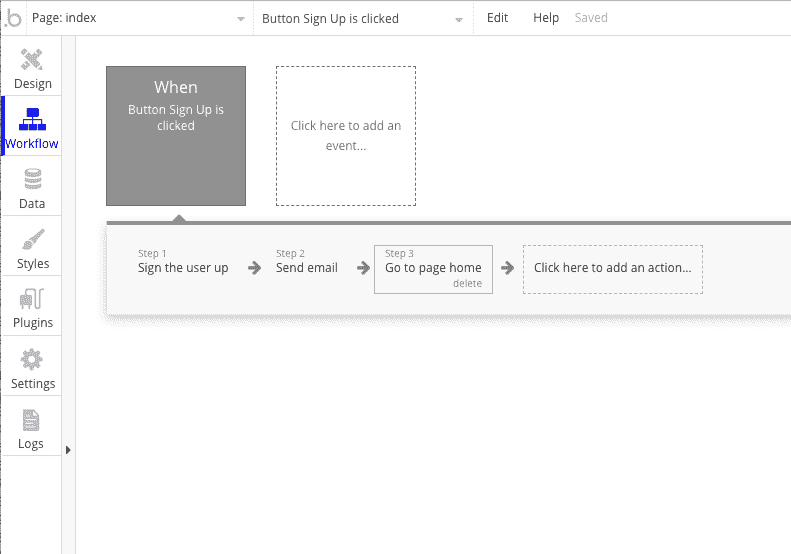 .b Page: index Button Sign Up is clicked Edit Help Saved
Design
Workflow
Data
Styles
Plugins
Settings
Logs
When
Button Sign Up is
clicked
Click here to add an
event...
Step 1
Sign the user up
Step 2
Send email
Step 3
Go to page home
delete
Click here to add an action...